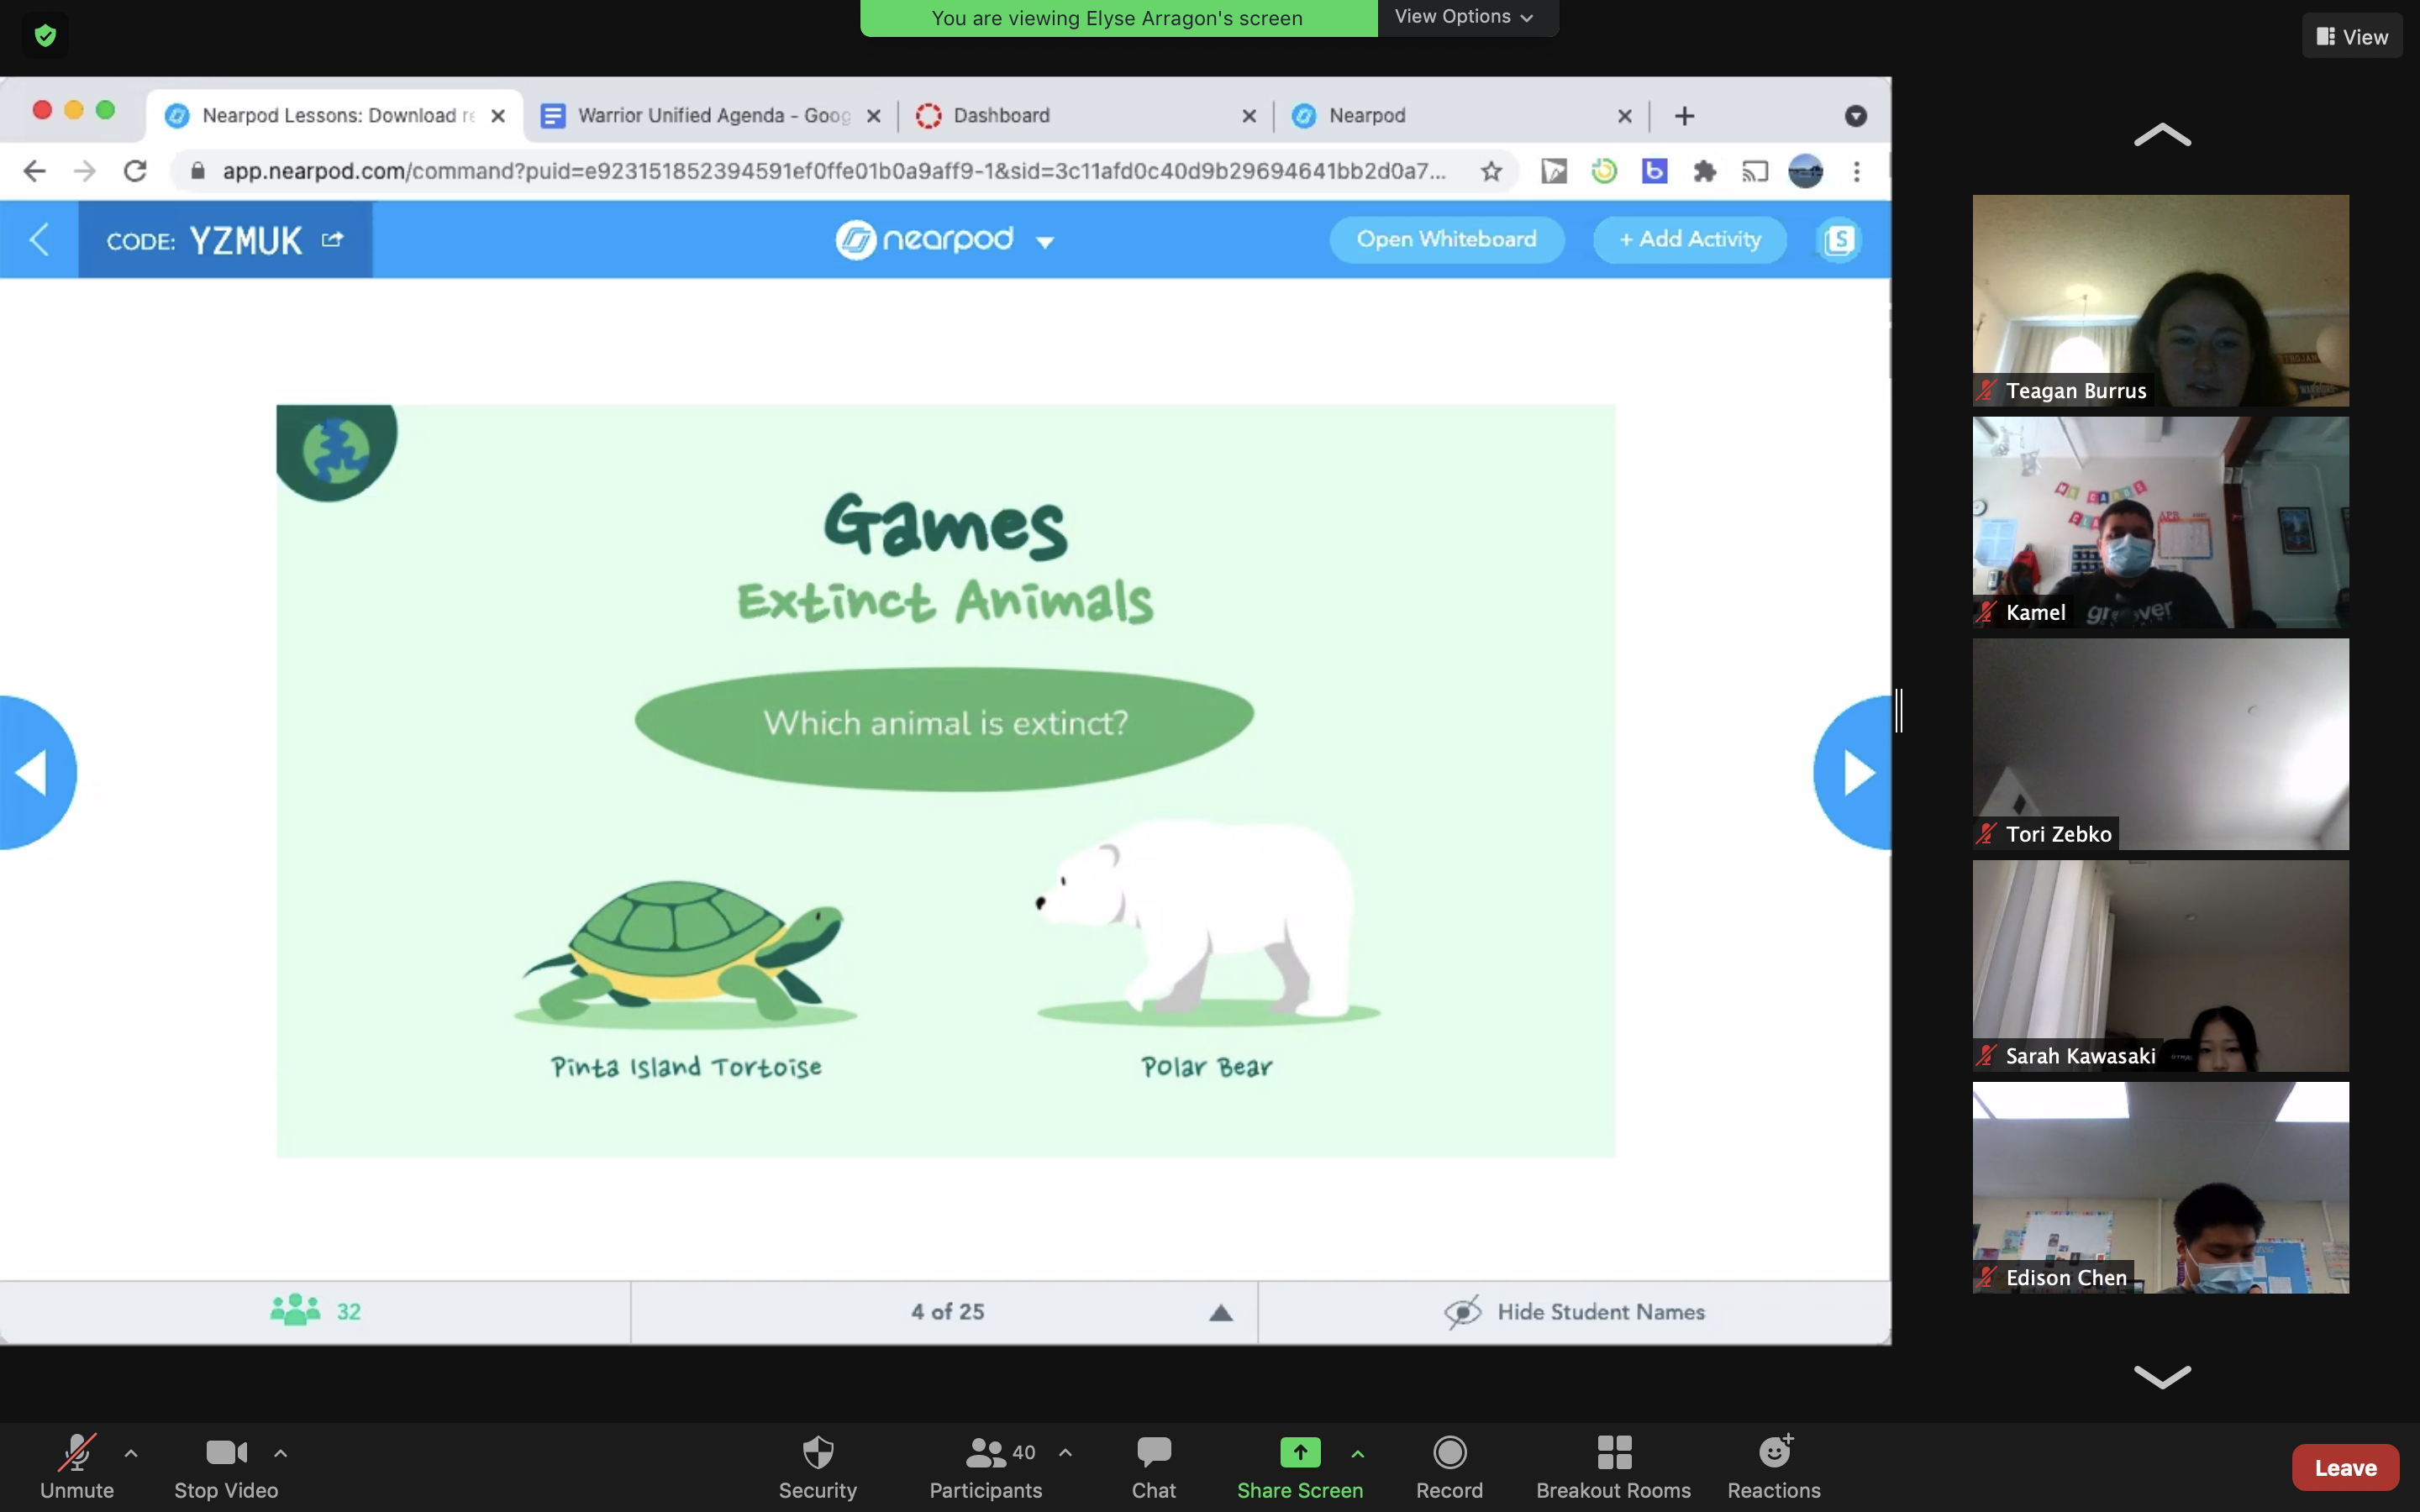 You are viewing Elyse Arragon's screen
View Options
View
Nearpod Lessons: Download re
Warrior Unified Agenda - Goog
Dashboard
Nearpod
app.nearpod.com/command?puid=e923151852394591ef0ffe01b0a9aff9-1&sid=3c11afd0c40d9b29694641bb2d0a7...
CODE: YZMUK
nearpod
Open Whiteboard
+ Add Activity
S
Games
Extinct Animals
Which animal is extinct?
Pinta Island Tortoise
Polar Bear
32
4 of 25
Hide Student Names
Teagan Burrus
Kamel
Tori Zebko
Sarah Kawasaki
Edison Chen
Unmute
Stop Video
Security
40
Participants
Chat
Share Screen
Record
Breakout Rooms
Reactions
Leave